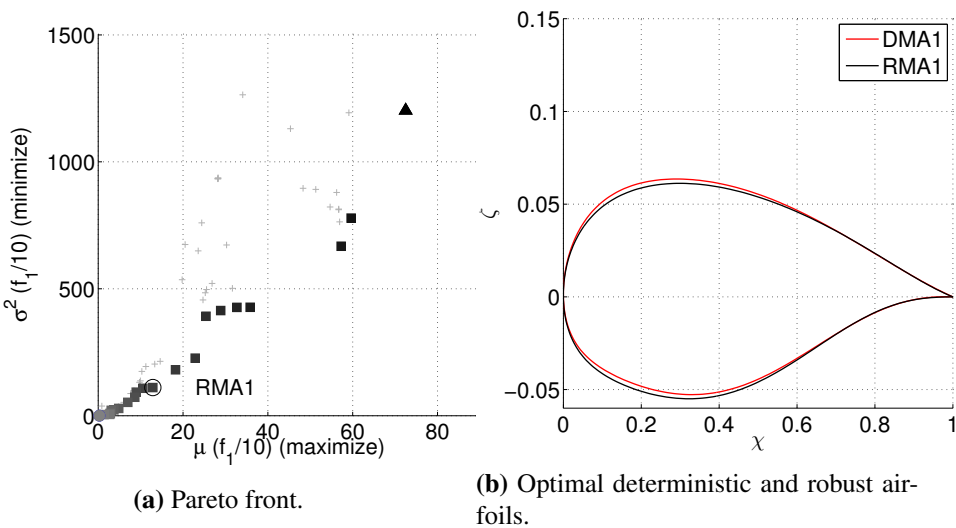 1500
1000
500
0
σ² (f₁/10) (minimize)
RMA1
0 20 40 60 80
μ (f₁/10) (maximize)
(a) Pareto front.
0.15
0.1
0.05
0
−0.05
ζ
DMA1
RMA1
0 0.2 0.4 0.6 0.8 1
χ
(b) Optimal deterministic and robust air-
foils.